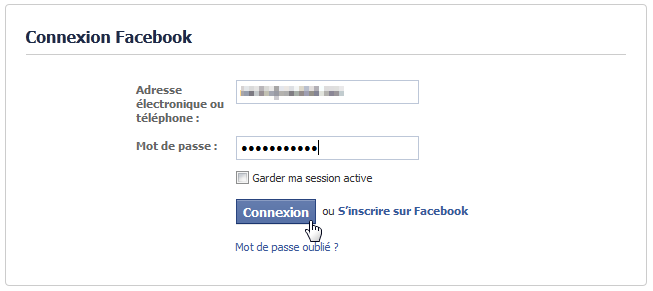 Connexion Facebook
Adresse
électronique ou
téléphone :
Mot de passe :
•••••••••••
Garder ma session active
Connexion ou S'inscrire sur Facebook
Mot de passe oublié ?